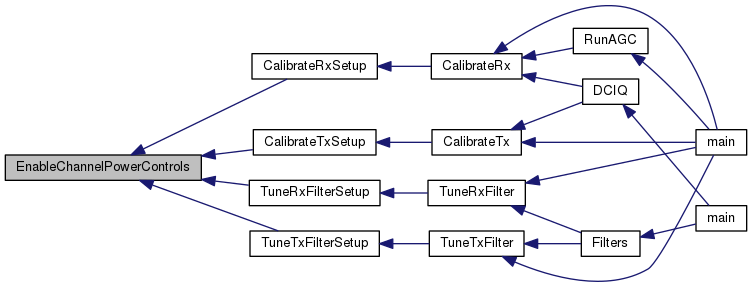 RunAGC
CalibrateRxSetup
CalibrateRx
DCIQ
CalibrateTxSetup
CalibrateTx
main
EnableChannelPowerControls
TuneRxFilterSetup
TuneRxFilter
main
TuneTxFilterSetup
TuneTxFilter
Filters